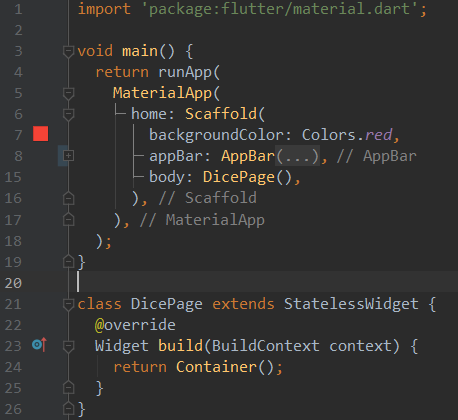 1 import 'package:flutter/material.dart';
2
3 void main() {
4 return runApp(
5 MaterialApp(
6 home: Scaffold(
7 backgroundColor: Colors.red,
8 appBar: AppBar(...), // AppBar
15 body: DicePage(),
16 ), // Scaffold
17 ), // MaterialApp
18 );
19 }
20
21 class DicePage extends StatelessWidget {
22 @override
23 Widget build(BuildContext context) {
24 return Container();
25 }
26 }